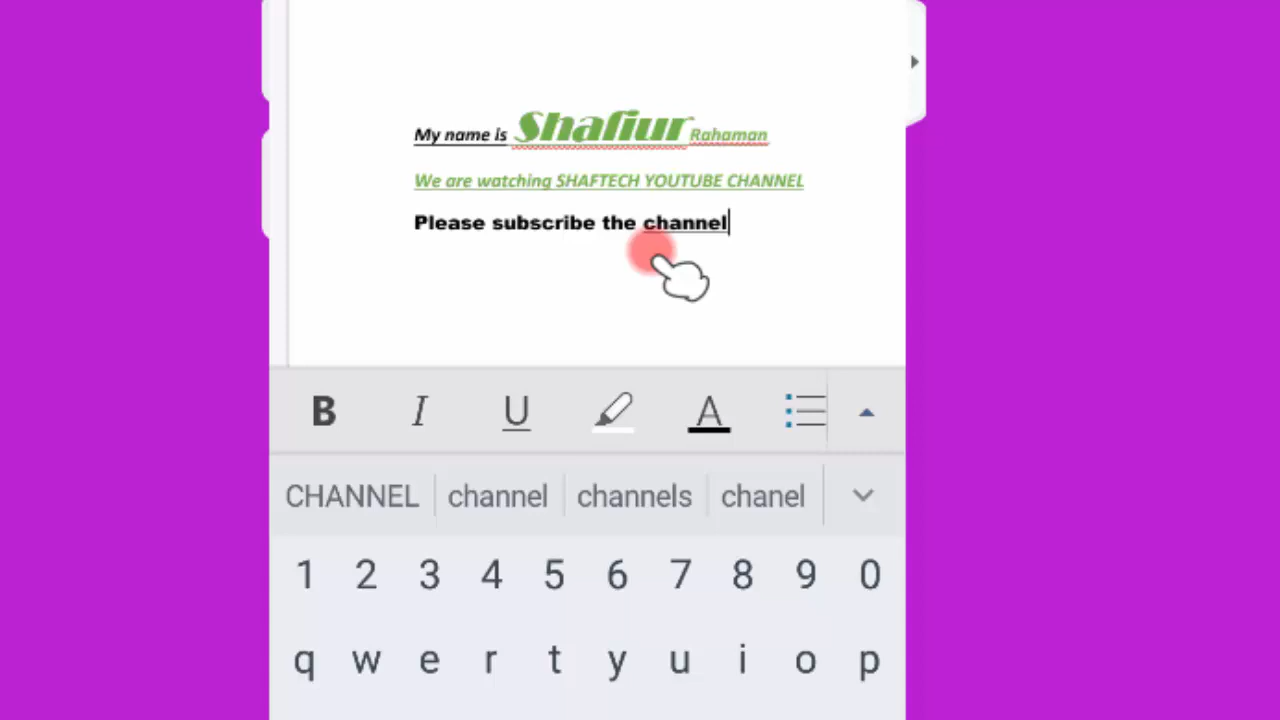 My name is Shafiur Rahaman
We are watching SHAFTECH YOUTUBE CHANNEL
Please subscribe the channel
B I U A
CHANNEL channel channels chanel
1 2 3 4 5 6 7 8 9 0
q w e r t y u i o p